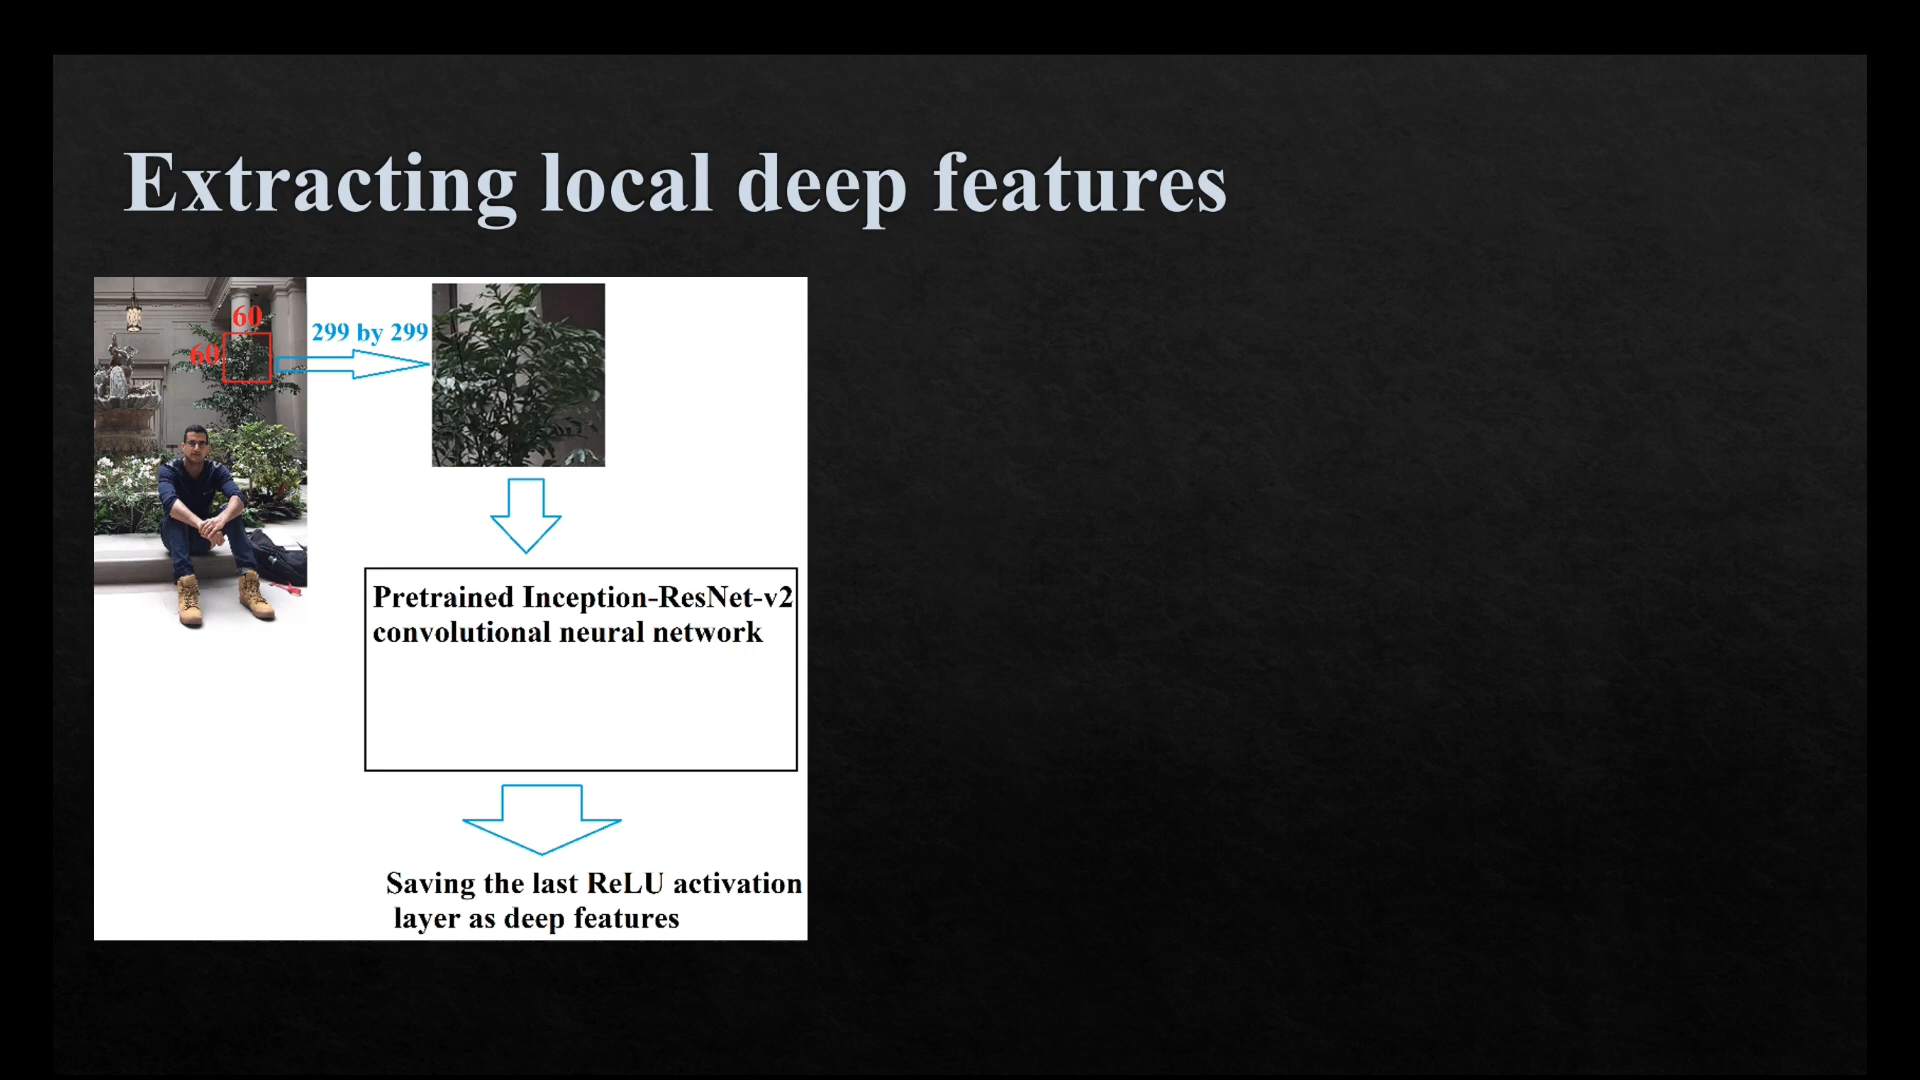 Extracting local deep features
60
299 by 299
60
Pretrained Inception-ResNet-v2
convolutional neural network
Saving the last ReLU activation
layer as deep features